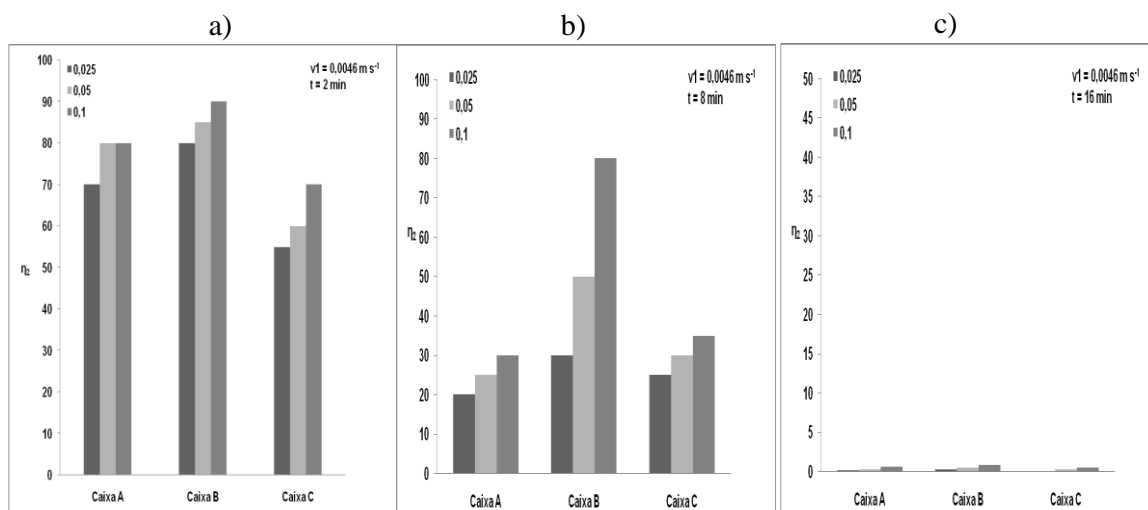 a)
100
90
80
70
60
50
40
30
20
10
0
η₂
0,025
0,05
0,1
v1 = 0,0046 m s⁻¹
t = 2 min
Caixa A
Caixa B
Caixa C
b)
100
90
80
70
60
50
40
30
20
10
0
η₂
0,025
0,05
0,1
v1 = 0,0046 m s⁻¹
t = 8 min
Caixa A
Caixa B
Caixa C
c)
50
45
40
35
30
25
20
15
10
5
0
η₂
0,025
0,05
0,1
v1 = 0,0046 m s⁻¹
t = 16 min
Caixa A
Caixa B
Caixa C